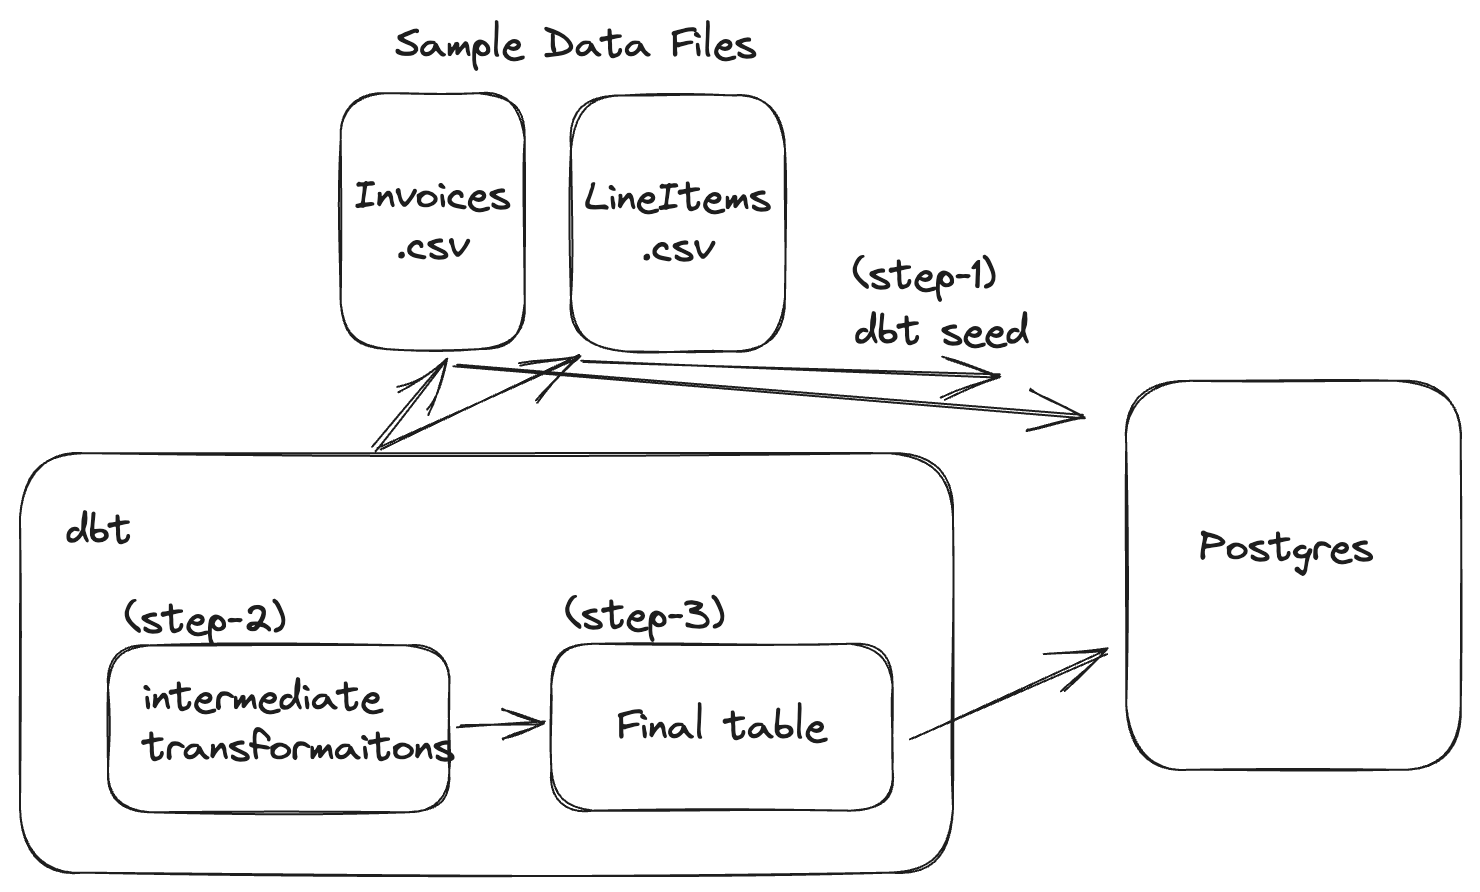 Sample Data Files
Invoices
.csv
LineItems
.csv
(step-1)
dbt seed
Postgres
dbt
(step-2)
intermediate
transformaitons
(step-3)
Final table